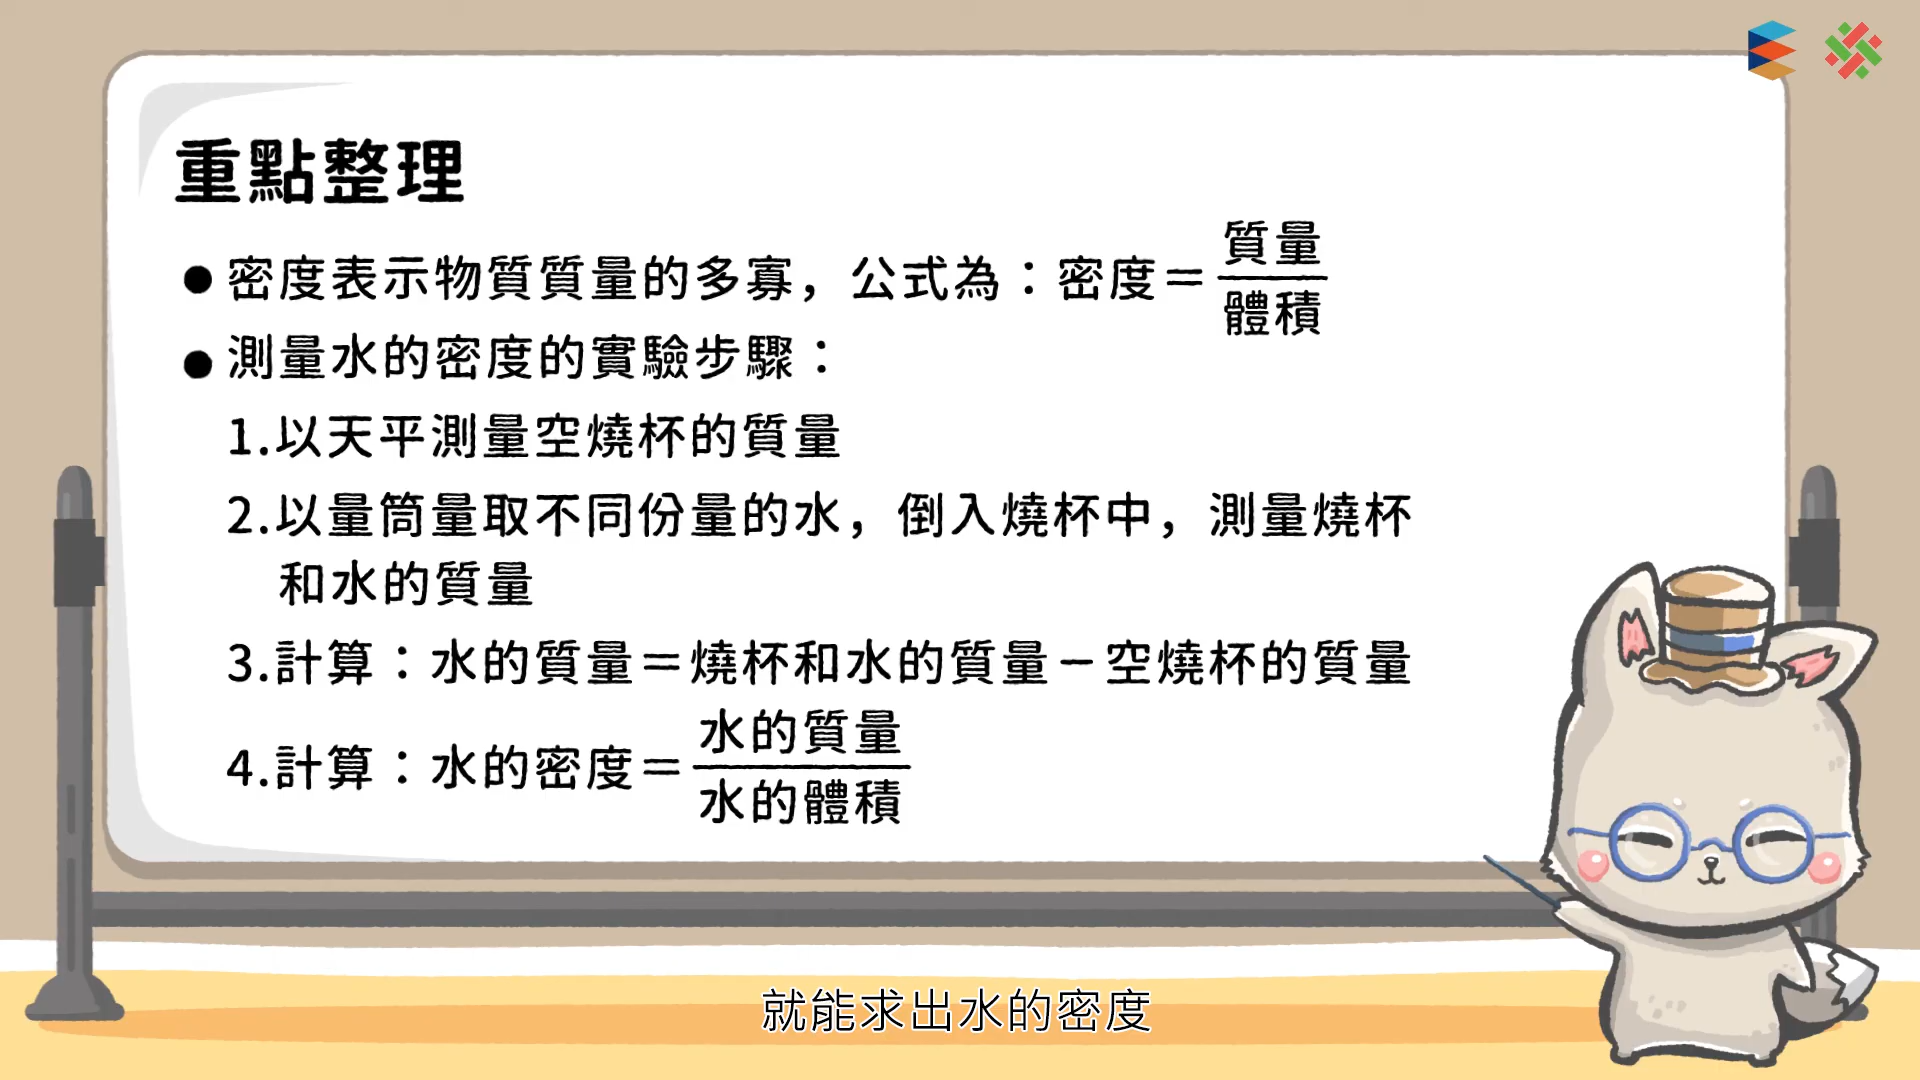 重點整理
●密度表示物質質量的多寡，公式為：密度＝質量/體積
●測量水的密度的實驗步驟：
1.以天平測量空燒杯的質量
2.以量筒量取不同份量的水，倒入燒杯中，測量燒杯
和水的質量
3.計算：水的質量＝燒杯和水的質量－空燒杯的質量
4.計算：水的密度＝水的質量/水的體積
就能求出水的密度